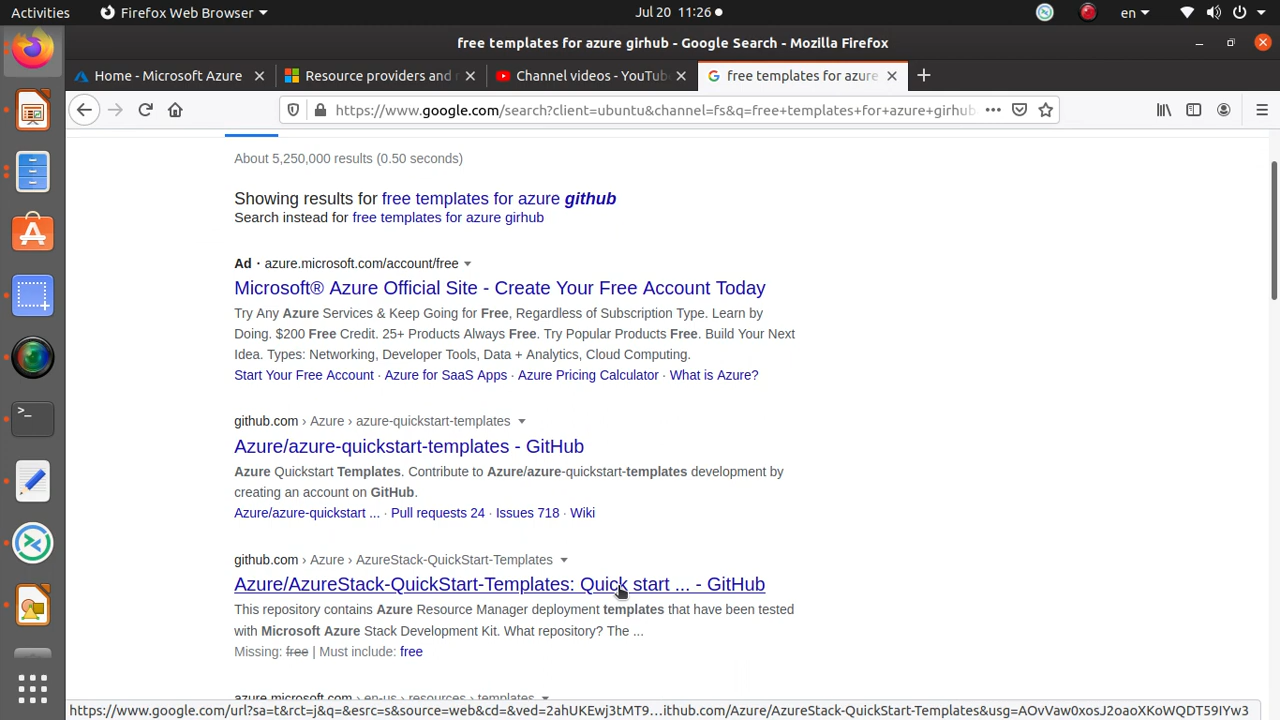 Activities
Firefox Web Browser
Jul 20 11:26
en
free templates for azure girhub - Google Search - Mozilla Firefox
Home - Microsoft Azure
Resource providers and r
Channel videos - YouTub
free templates for azure
https://www.google.com/search?client=ubuntu&channel=fs&q=free+templates+for+azure+girhub
About 5,250,000 results (0.50 seconds)
Showing results for free templates for azure github
Search instead for free templates for azure girhub
Ad · azure.microsoft.com/account/free
Microsoft® Azure Official Site - Create Your Free Account Today
Try Any Azure Services & Keep Going for Free, Regardless of Subscription Type. Learn by
Doing. $200 Free Credit. 25+ Products Always Free. Try Popular Products Free. Build Your Next
Idea. Types: Networking, Developer Tools, Data + Analytics, Cloud Computing.
Start Your Free Account · Azure for SaaS Apps · Azure Pricing Calculator · What is Azure?
github.com › Azure › azure-quickstart-templates
Azure/azure-quickstart-templates - GitHub
Azure Quickstart Templates. Contribute to Azure/azure-quickstart-templates development by
creating an account on GitHub.
Azure/azure-quickstart ... · Pull requests 24 · Issues 718 · Wiki
github.com › Azure › AzureStack-QuickStart-Templates
Azure/AzureStack-QuickStart-Templates: Quick start ... - GitHub
This repository contains Azure Resource Manager deployment templates that have been tested
with Microsoft Azure Stack Development Kit. What repository? The ...
Missing: free | Must include: free
azure.microsoft.com › en-us › resources › templates
https://www.google.com/url?sa=t&rct=j&q=&esrc=s&source=web&cd=&ved=2ahUKEwj3tMT9…ithub.com/Azure/AzureStack-QuickStart-Templates&usg=AOvVaw0xosJ2oaoXKoWQDT59IYw3